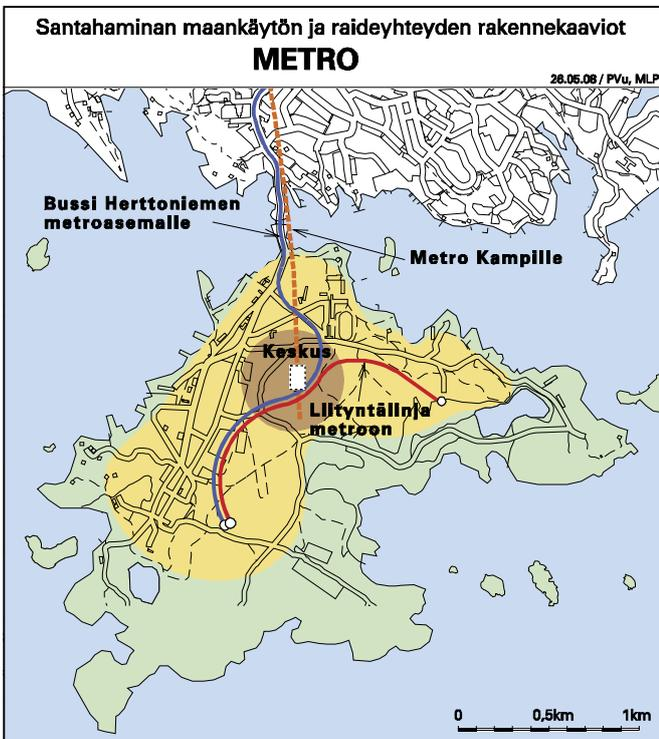 Santahaminan maankäytön ja raideyhteyden rakennekaaviot
METRO
26.05.08 / PVu, MLP
Bussi Herttoniemen
metroasemalle
Metro Kampille
Keskus
Liityntälinja
metroon
0 0,5km 1km